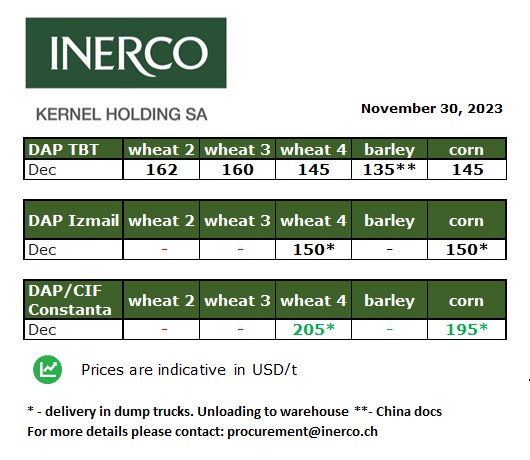 INERCO
KERNEL HOLDING SA
November 30, 2023
DAP TBT wheat 2 wheat 3 wheat 4 barley corn
Dec 162 160 145 135** 145
DAP Izmail wheat 2 wheat 3 wheat 4 barley corn
Dec - - 150* - 150*
DAP/CIF
Constanta wheat 2 wheat 3 wheat 4 barley corn
Dec - - 205* - 195*
Prices are indicative in USD/t
* - delivery in dump trucks. Unloading to warehouse **- China docs
For more details please contact: procurement@inerco.ch